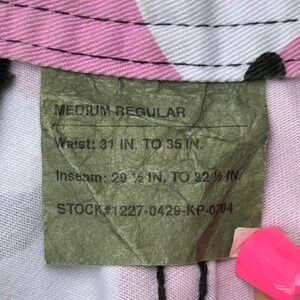 MEDIUM REGULAR
Waist: 31 IN. TO 35 IN.
Inseam: 29 ½ IN. TO 32 ½ IN.
STOCK#1227-0429-KP-0704